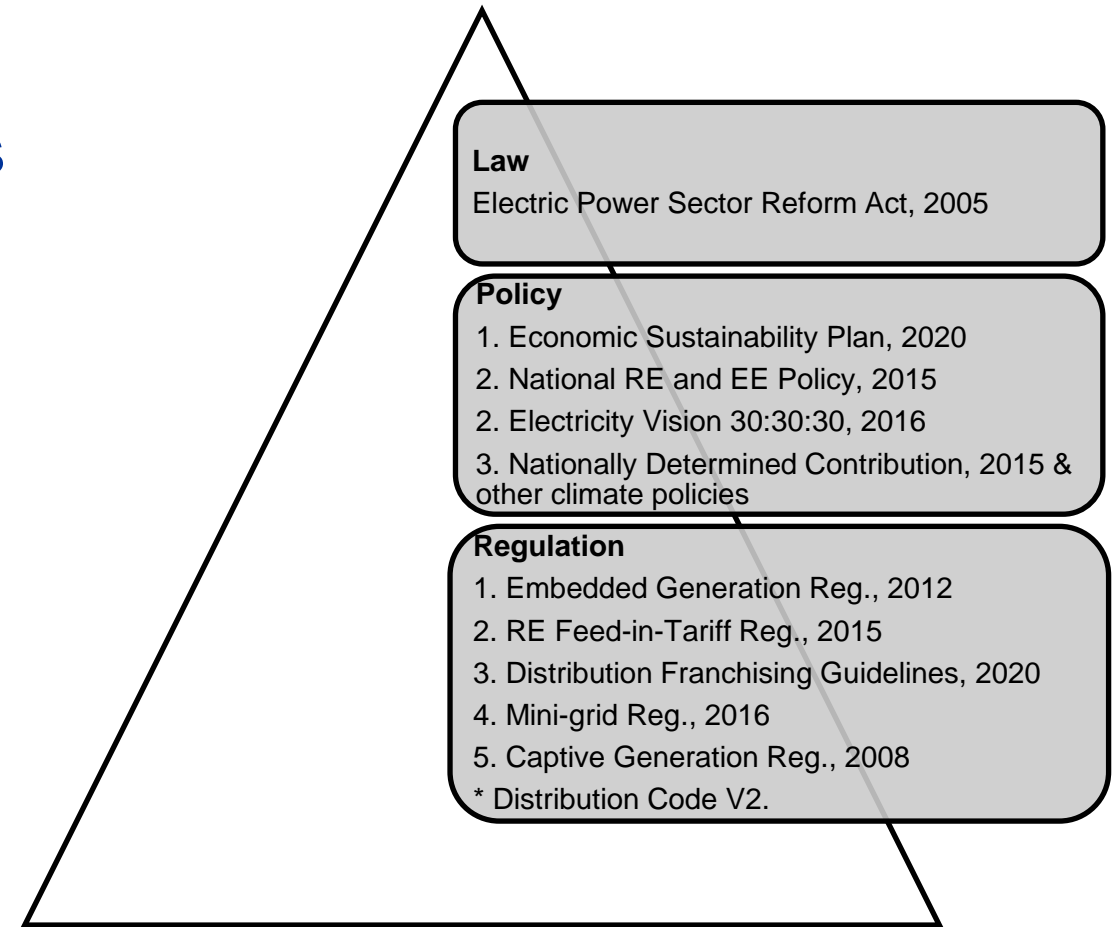 s
Law
Electric Power Sector Reform Act, 2005
Policy
1. Economic Sustainability Plan, 2020
2. National RE and EE Policy, 2015
2. Electricity Vision 30:30:30, 2016
3. Nationally Determined Contribution, 2015 &
other climate policies
Regulation
1. Embedded Generation Reg., 2012
2. RE Feed-in-Tariff Reg., 2015
3. Distribution Franchising Guidelines, 2020
4. Mini-grid Reg., 2016
5. Captive Generation Reg., 2008
* Distribution Code V2.